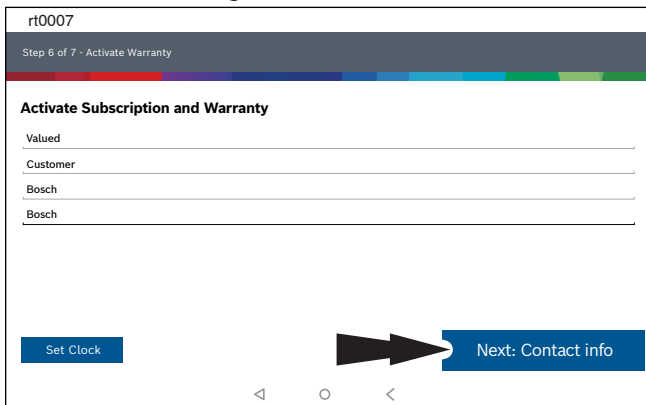 rt0007
Step 6 of 7 - Activate Warranty
Activate Subscription and Warranty
Valued
Customer
Bosch
Bosch
Set Clock
Next: Contact info